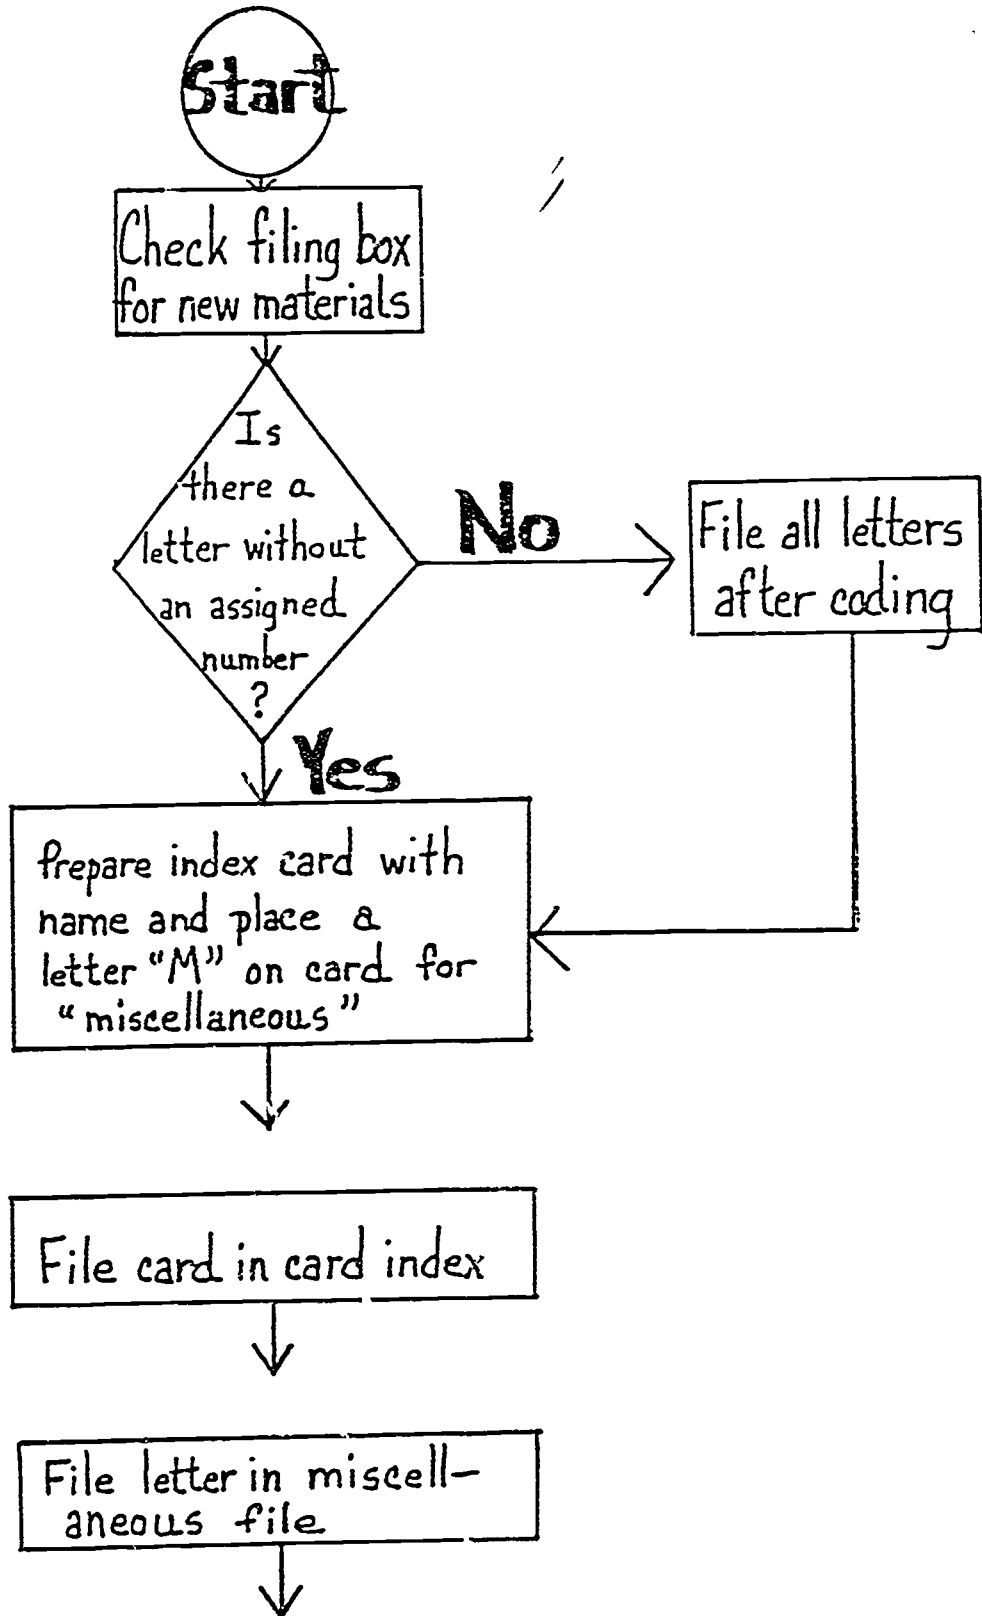 Start
Check filing box
for new materials
Is
there a
letter without
an assigned
number
?
No
File all letters
after coding
Yes
Prepare index card with
name and place a
letter "M" on card for
"miscellaneous"
File card in card index
File letter in miscell-
aneous file